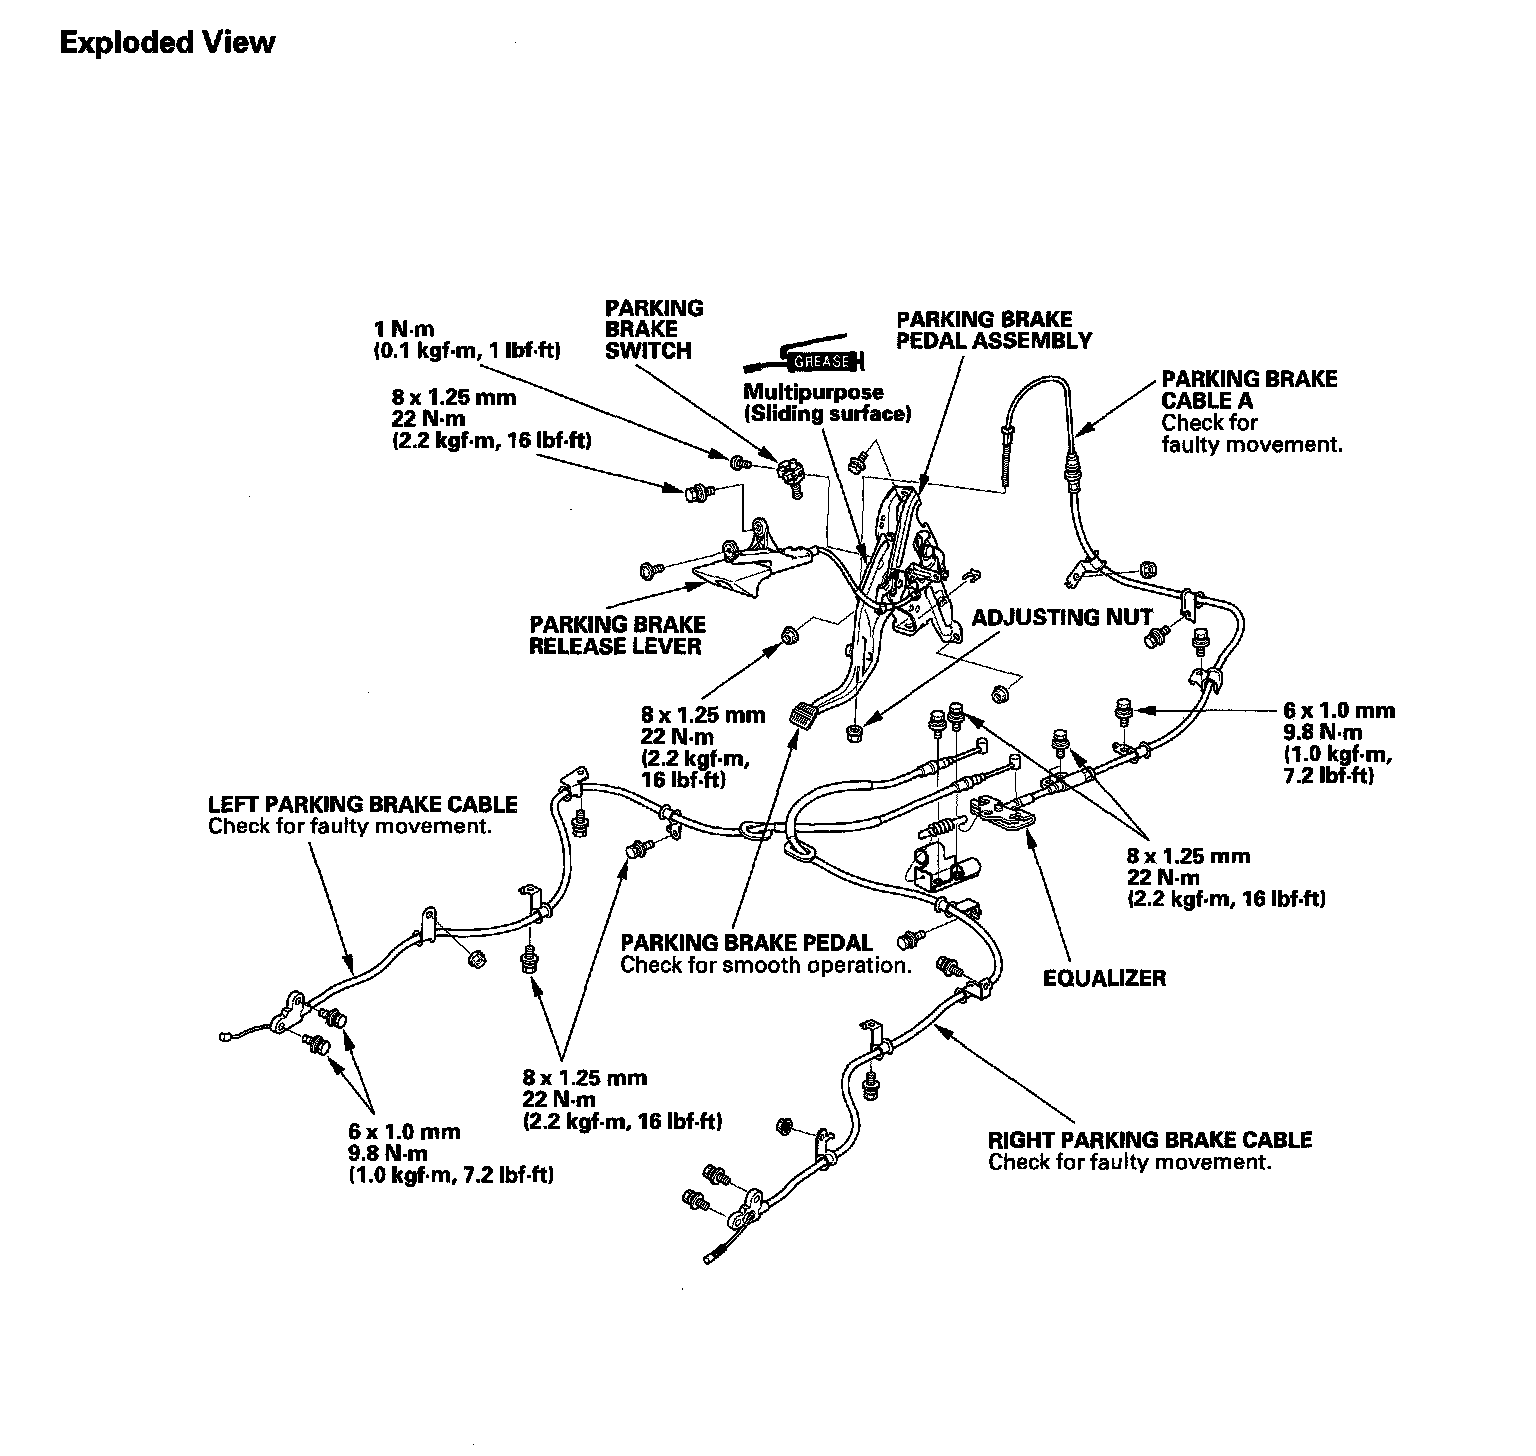 Exploded View
PARKING
BRAKE
SWITCH
1 N·m
(0.1 kgf·m, 1 lbf·ft)
8 x 1.25 mm
22 N·m
(2.2 kgf·m, 16 lbf·ft)
GREASE
Multipurpose
(Sliding surface)
PARKING BRAKE
PEDAL ASSEMBLY
PARKING BRAKE
CABLE A
Check for
faulty movement.
PARKING BRAKE
RELEASE LEVER
ADJUSTING NUT
8 x 1.25 mm
22 N·m
(2.2 kgf·m,
16 lbf·ft)
6 x 1.0 mm
9.8 N·m
(1.0 kgf·m,
7.2 lbf·ft)
LEFT PARKING BRAKE CABLE
Check for faulty movement.
8 x 1.25 mm
22 N·m
(2.2 kgf·m, 16 lbf·ft)
PARKING BRAKE PEDAL
Check for smooth operation.
EQUALIZER
8 x 1.25 mm
22 N·m
(2.2 kgf·m, 16 lbf·ft)
6 x 1.0 mm
9.8 N·m
(1.0 kgf·m, 7.2 lbf·ft)
RIGHT PARKING BRAKE CABLE
Check for faulty movement.